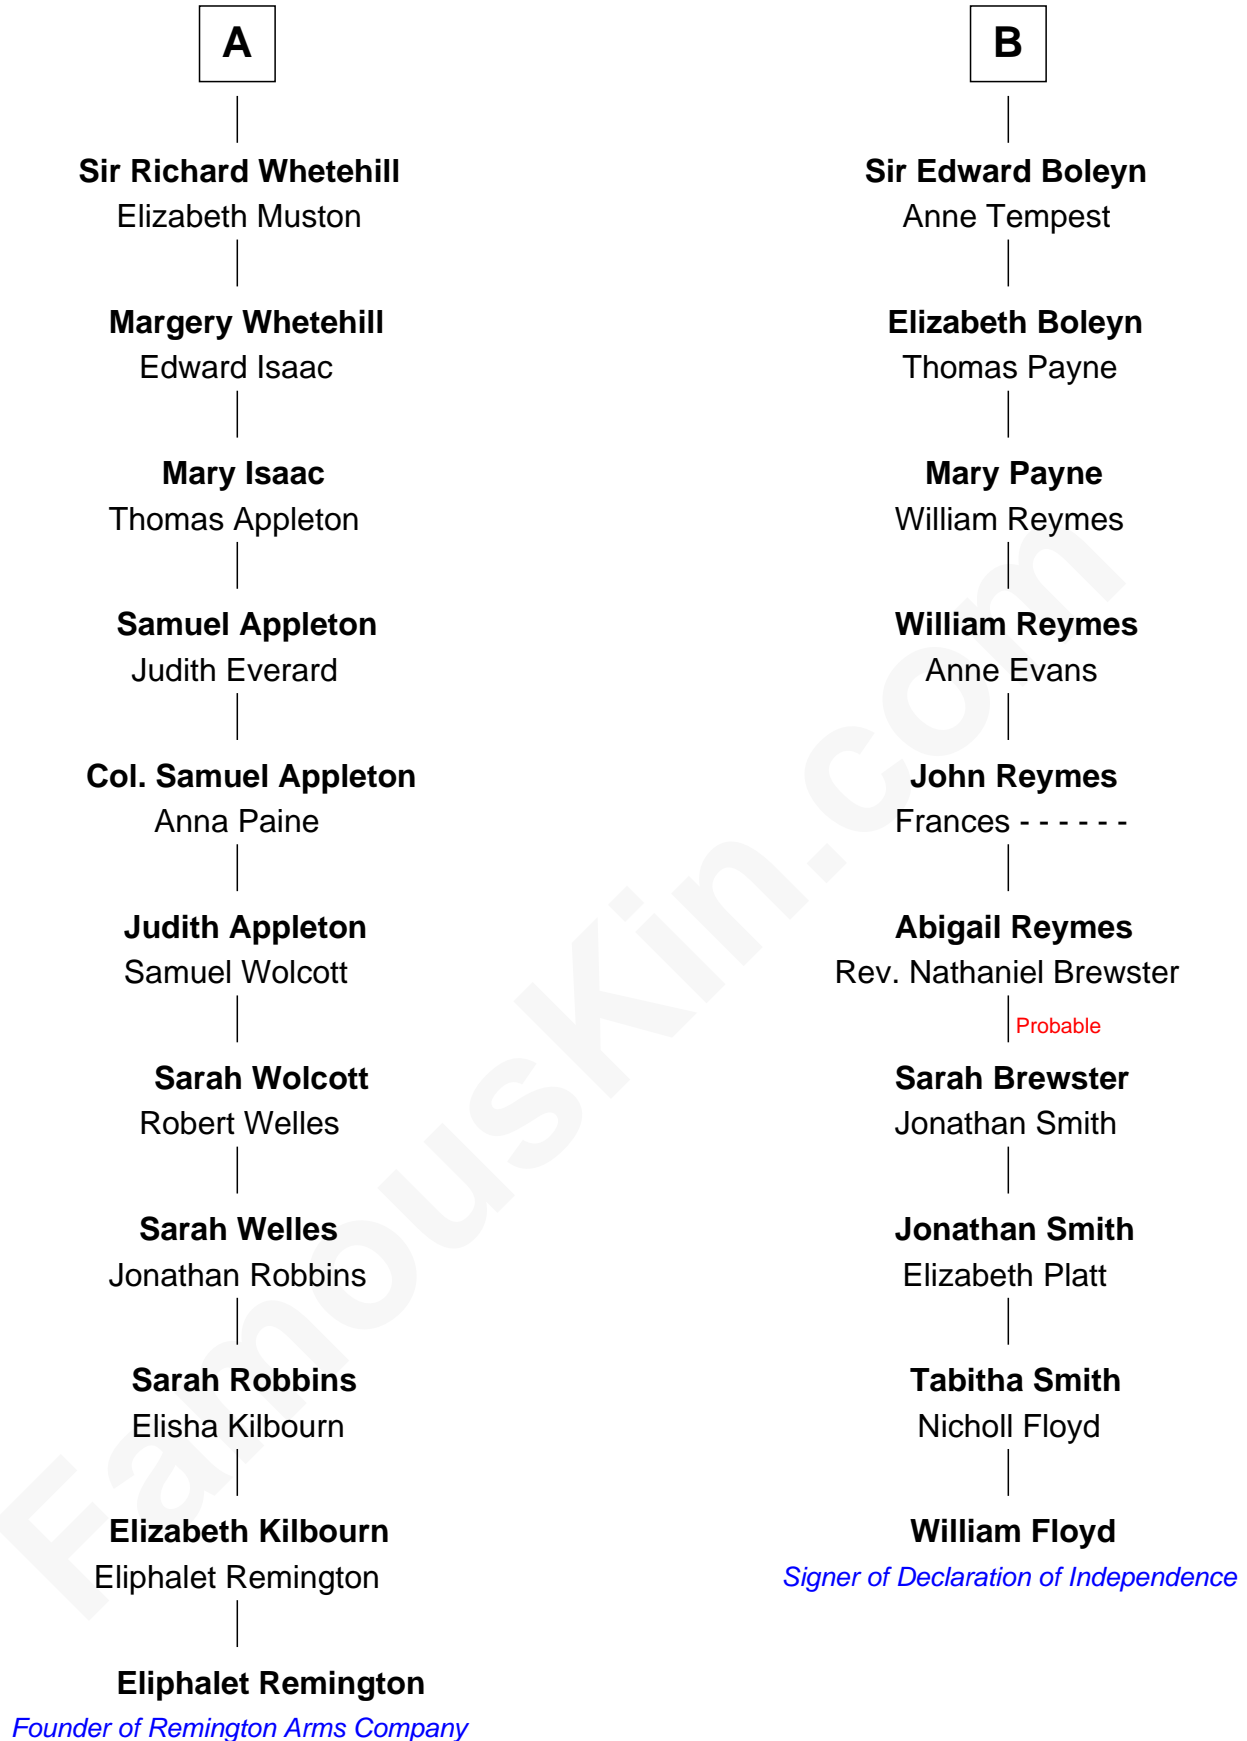 A
Sir Richard Whetehill
Elizabeth Muston
Margery Whetehill
Edward Isaac
Mary Isaac
Thomas Appleton
Samuel Appleton
Judith Everard
Col. Samuel Appleton
Anna Paine
Judith Appleton
Samuel Wolcott
Sarah Wolcott
Robert Welles
Sarah Welles
Jonathan Robbins
Sarah Robbins
Elisha Kilbourn
Elizabeth Kilbourn
Eliphalet Remington
Eliphalet Remington
Founder of Remington Arms Company
B
Sir Edward Boleyn
Anne Tempest
Elizabeth Boleyn
Thomas Payne
Mary Payne
William Reymes
William Reymes
Anne Evans
John Reymes
Frances - - - - - -
Abigail Reymes
Rev. Nathaniel Brewster
Probable
Sarah Brewster
Jonathan Smith
Jonathan Smith
Elizabeth Platt
Tabitha Smith
Nicholl Floyd
William Floyd
Signer of Declaration of Independence
FamousKin.com